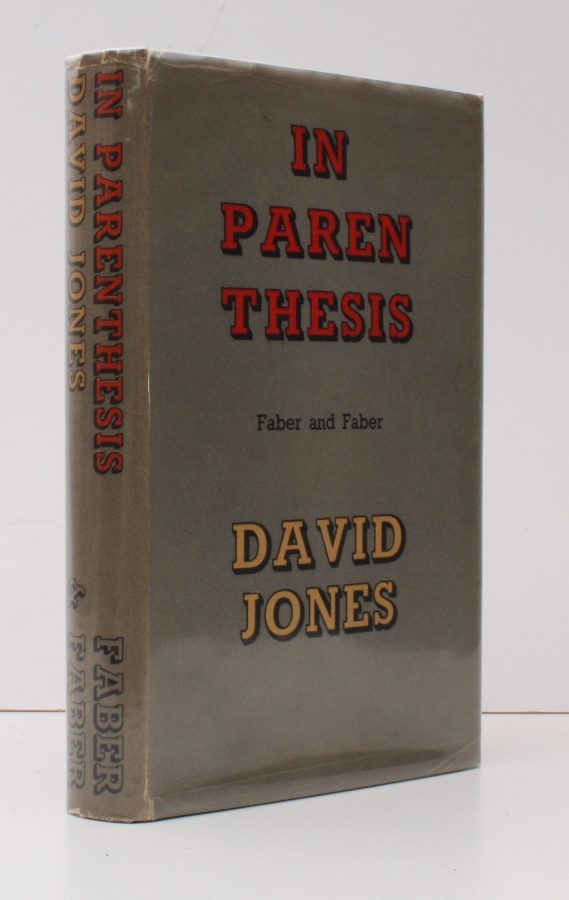 IN
PAREN
THESIS
Faber and Faber
DAVID
JONES
IN PARENTHESIS
DAVID JONES
FABER
& FABER